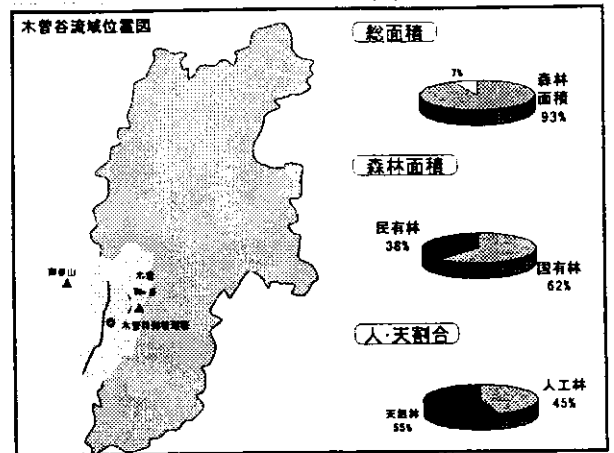 木曽谷流域位置図
総面積
7%
森林
面積
93%
森林面積
民有林
38%
国有林
62%
人・天割合
人工林
45%
天然林
55%
木曽